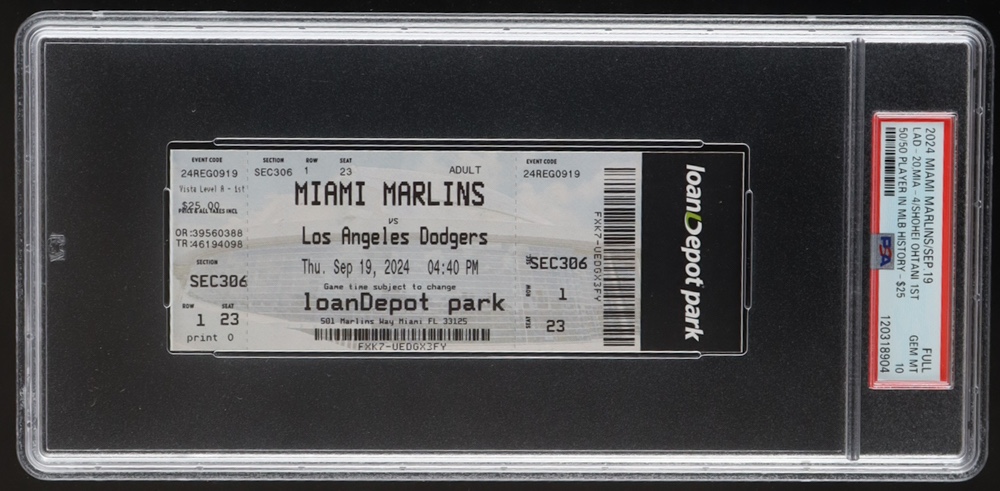 EVENT CODE
24REG0919
Vista Level A - 1st
$25.00
PRICE & ALL TAXES INCL
OR:39560388
TR:46194098
SECTION
SEC306
ROW SEAT
1 23
print 0
SECTION ROW SEAT
SEC306 1 23 ADULT
MIAMI MARLINS
vs
Los Angeles Dodgers
Thu. Sep 19, 2024 04:40 PM
Game time subject to change
loanDepot park
501 Marlins Way Miami FL 33125
FXK7-UEDGX3FY
EVENT CODE
24REG0919
SEC306
ROW
1
SEAT
23
FXK7-UEDGX3FY
loanDepot park
2024 MIAMI MARLINS/SEP.19
LAD - 20,MIA - 4/SHOHEI OHTANI 1ST
50/50 PLAYER IN MLB HISTORY - $25
PSA
FULL
GEM MT
10
120318904